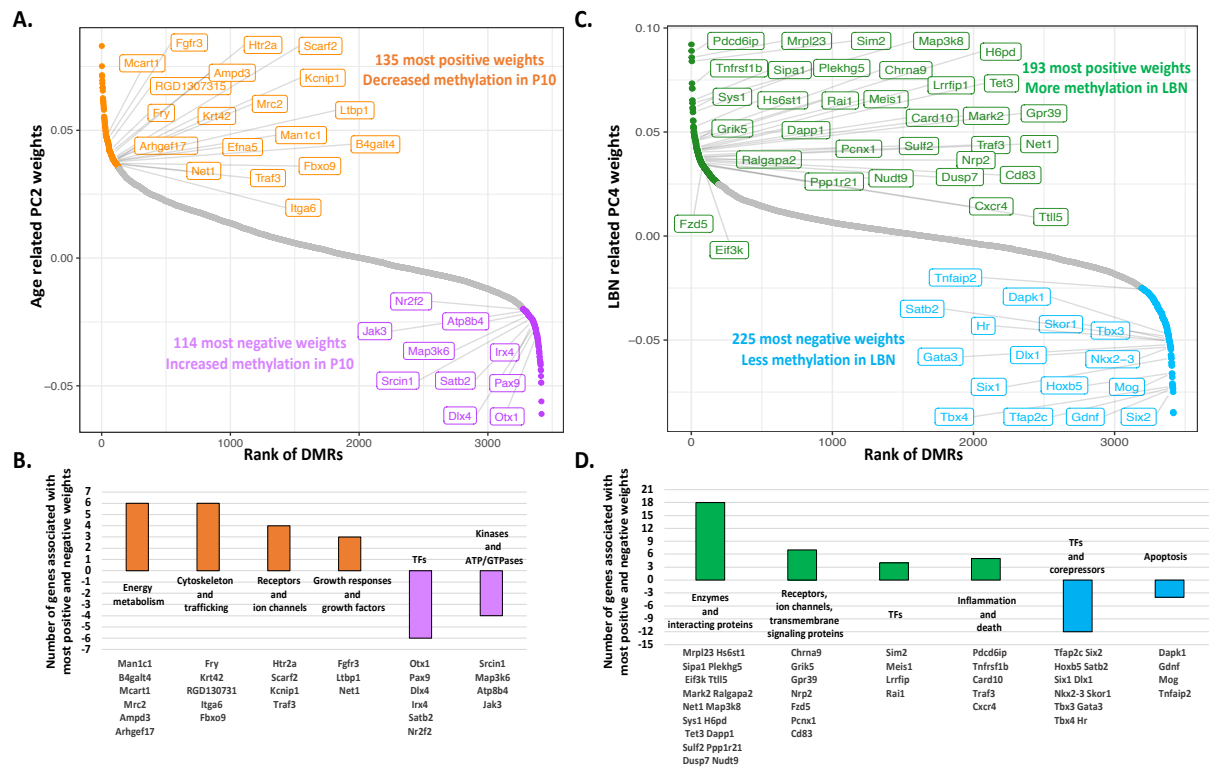 A.
Age related PC2 weights
0.05
0.00
−0.05
0
1000
2000
3000
Rank of DMRs
135 most positive weights
Decreased methylation in P10
Fgfr3
Htr2a
Scarf2
Mcart1
Ampd3
Kcnip1
RGD1307315
Mrc2
Fry
Krt42
Ltbp1
Man1c1
Arhgef17
Efna5
B4galt4
Net1
Traf3
Fbxo9
Itga6
Nr2f2
Jak3
Atp8b4
114 most negative weights
Increased methylation in P10
Map3k6
Irx4
Srcin1
Satb2
Pax9
Dlx4
Otx1
C.
LBN related PC4 weights
0.10
0.05
0.00
−0.05
0
1000
2000
3000
Rank of DMRs
193 most positive weights
More methylation in LBN
Pdcd6ip
Mrpl23
Sim2
Map3k8
H6pd
Tnfrsf1b
Sipa1
Plekhg5
Chrna9
Lrrfip1
Tet3
Sys1
Hs6st1
Rai1
Meis1
Card10
Mark2
Gpr39
Grik5
Dapp1
Pcnx1
Sulf2
Traf3
Net1
Ralgapa2
Nrp2
Ppp1r21
Nudt9
Dusp7
Cd83
Cxcr4
Ttll5
Fzd5
Eif3k
Tnfaip2
Satb2
Dapk1
Hr
Skor1
Tbx3
225 most negative weights
Less methylation in LBN
Gata3
Dlx1
Nkx2−3
Six1
Hoxb5
Mog
Tbx4
Tfap2c
Gdnf
Six2
B.
Number of genes associated with
most positive and negative weights
7
6
5
4
3
2
1
0
-1
-2
-3
-4
-5
-6
-7
Energy
metabolism
Cytoskeleton
and
trafficking
Receptors
and
ion channels
Growth responses
and
growth factors
TFs
Kinases
and
ATP/GTPases
Man1c1
B4galt4
Mcart1
Mrc2
Ampd3
Arhgef17
Fry
Krt42
RGD130731
Itga6
Fbxo9
Htr2a
Scarf2
Kcnip1
Traf3
Fgfr3
Ltbp1
Net1
Otx1
Pax9
Dlx4
Irx4
Satb2
Nr2f2
Srcin1
Map3k6
Atp8b4
Jak3
D.
Number of genes associated with
most positive and negative weights
21
18
15
12
9
6
3
0
-3
-6
-9
-12
-15
Enzymes
and
interacting proteins
Receptors,
ion channels,
transmembrane
signaling proteins
TFs
Inflammation
and
death
TFs
and
corepressors
Apoptosis
Mrpl23 Hs6st1
Sipa1 Plekhg5
Eif3k Ttll5
Mark2 Ralgapa2
Net1 Map3k8
Sys1 H6pd
Tet3 Dapp1
Sulf2 Ppp1r21
Dusp7 Nudt9
Chrna9
Grik5
Gpr39
Nrp2
Fzd5
Pcnx1
Cd83
Sim2
Meis1
Lrrfip
Rai1
Pdcd6ip
Tnfrsf1b
Card10
Traf3
Cxcr4
Tfap2c Six2
Hoxb5 Satb2
Six1 Dlx1
Nkx2-3 Skor1
Tbx3 Gata3
Tbx4 Hr
Dapk1
Gdnf
Mog
Tnfaip2